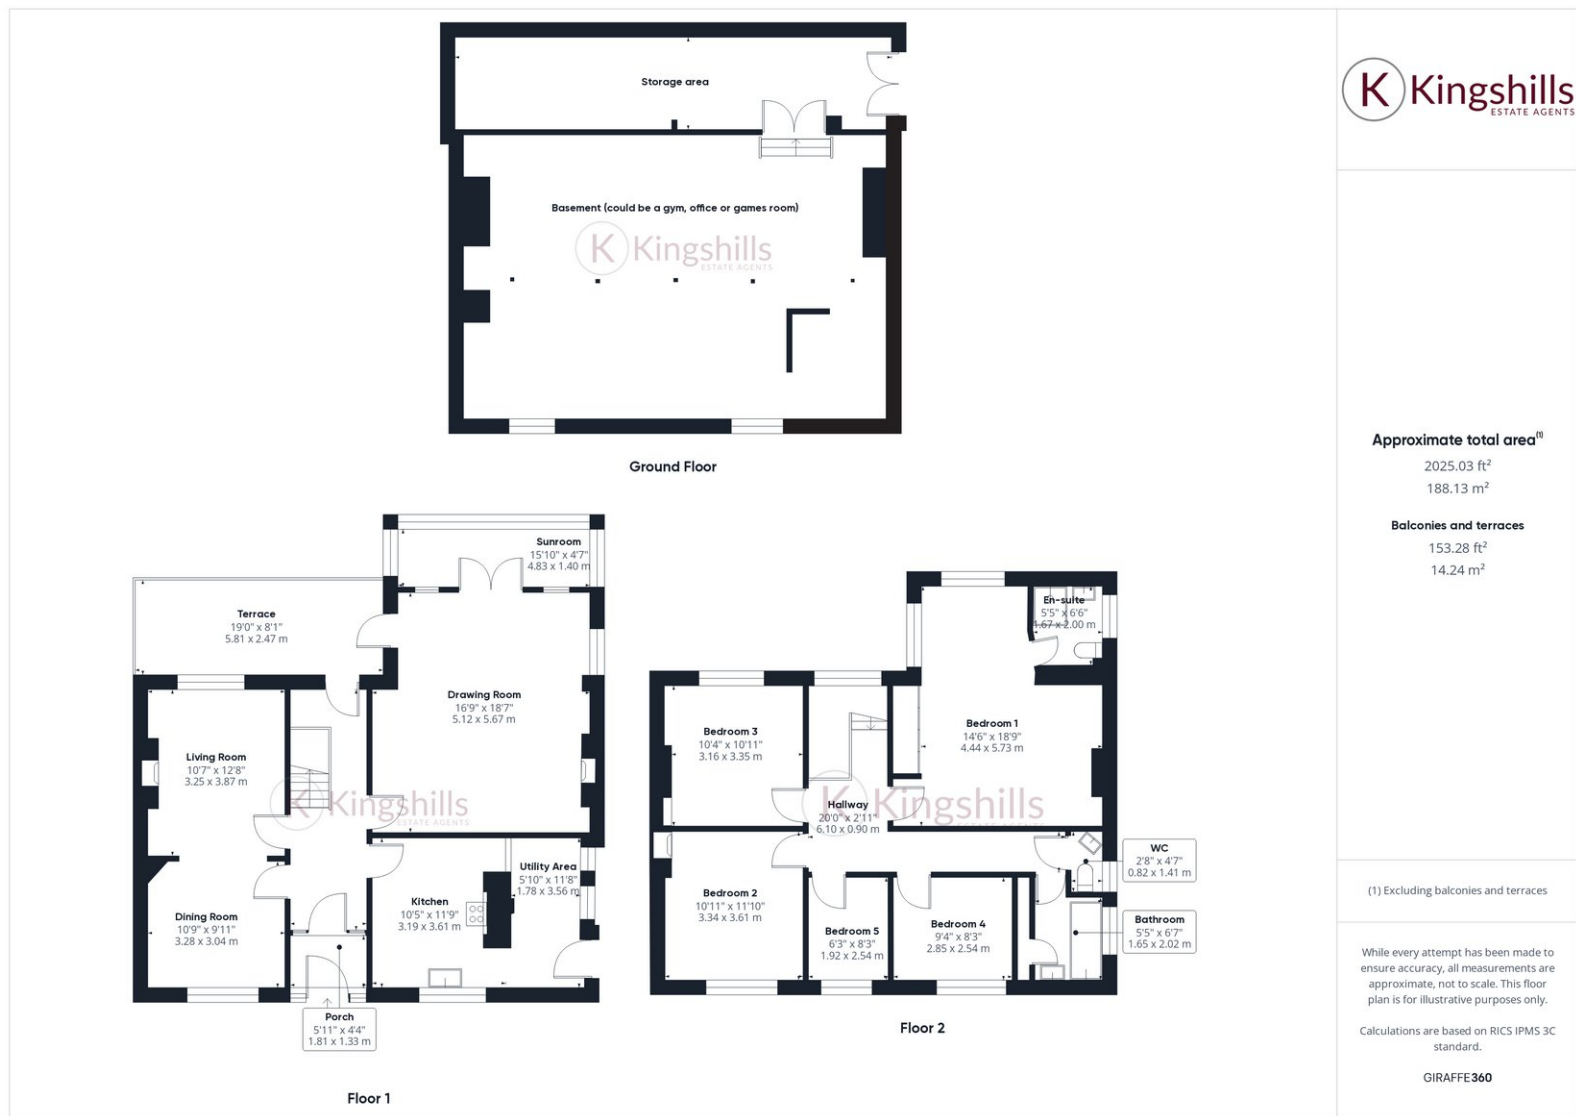 Storage area
Basement (could be a gym, office or games room)
K Kingshills
ESTATE AGENTS
Ground Floor
Sunroom
15'10" x 4'7"
4.83 x 1.40 m
Terrace
19'0" x 8'1"
5.81 x 2.47 m
Drawing Room
16'9" x 18'7"
5.12 x 5.67 m
Living Room
10'7" x 12'8"
3.25 x 3.87 m
K Kingshills
ESTATE AGENTS
Utility Area
5'10" x 11'8"
1.78 x 3.56 m
Kitchen
10'5" x 11'9"
3.19 x 3.61 m
Dining Room
10'9" x 9'11"
3.28 x 3.04 m
Porch
5'11" x 4'4"
1.81 x 1.33 m
Floor 1
En-suite
5'5" x 6'6"
1.67 x 2.00 m
Bedroom 3
10'4" x 10'11"
3.16 x 3.35 m
Bedroom 1
14'6" x 18'9"
4.44 x 5.73 m
K Kingshills
ESTATE AGENTS
Hallway
20'0" x 2'11"
6.10 x 0.90 m
WC
2'8" x 4'7"
0.82 x 1.41 m
Bedroom 2
10'11" x 11'10"
3.34 x 3.61 m
Bedroom 5
6'3" x 8'3"
1.92 x 2.54 m
Bedroom 4
9'4" x 8'3"
2.85 x 2.54 m
Bathroom
5'5" x 6'7"
1.65 x 2.02 m
Floor 2
K Kingshills
ESTATE AGENTS
Approximate total area(1)
2025.03 ft²
188.13 m²
Balconies and terraces
153.28 ft²
14.24 m²
(1) Excluding balconies and terraces
While every attempt has been made to
ensure accuracy, all measurements are
approximate, not to scale. This floor
plan is for illustrative purposes only.
Calculations are based on RICS IPMS 3C
standard.
GIRAFFE360